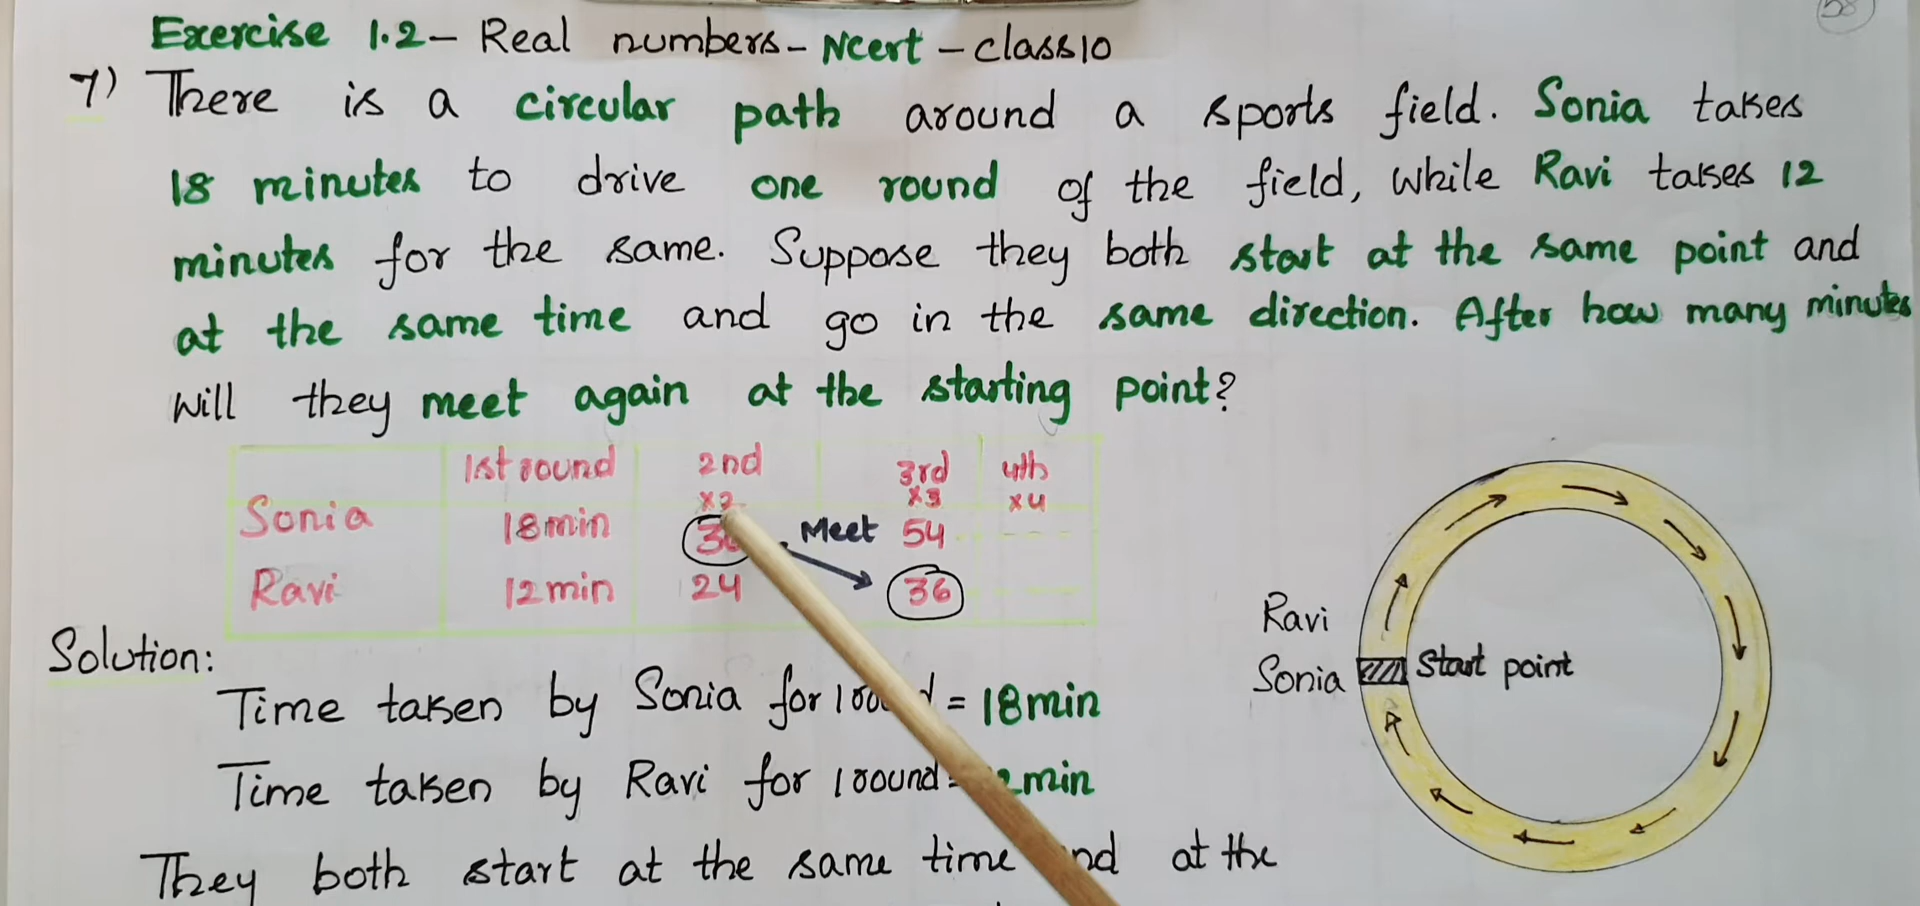 Exercise 1.2 - Real numbers - Ncert - class10
7) There is a circular path around a sports field. Sonia takes
18 minutes to drive one round of the field, while Ravi takes 12
minutes for the same. Suppose they both start at the same point and
at the same time and go in the same direction. After how many minutes
will they meet again at the starting point?
1st round 2nd 3rd 4th
x2 x3 x4
Sonia 18min Meet 54
Ravi 12min 24 36
Ravi
Sonia Start point
Solution:
Time taken by Sonia for 1 = 18min
Time taken by Ravi for 1 round = min
They both start at the same time at the